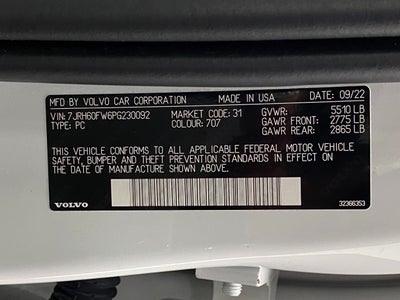 MFD BY VOLVO CAR CORPORATION MADE IN USA DATE: 09/22
VIN: 7JRH60FW6PG230092 MARKET CODE: 31 GVWR: 5510 LB
TYPE: PC COLOUR: 707 GAWR FRONT: 2775 LB
GAWR REAR: 2865 LB
THIS VEHICLE CONFORMS TO ALL APPLICABLE FEDERAL MOTOR VEHICLE
SAFETY, BUMPER AND THEFT PREVENTION STANDARDS IN EFFECT ON
THE DATE OF MANUFACTURE SHOWN ABOVE.
VOLVO 32366353